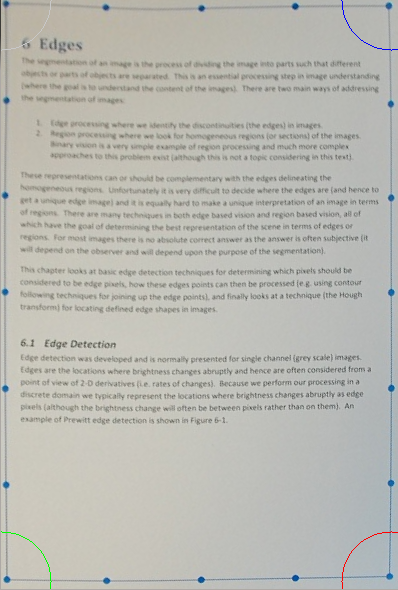 6 Edges
The segmentation of an image is the process of dividing the image into parts such that different
objects or parts of objects are separated. This is an essential processing step in image understanding
(where the goal is to understand the content of the images). There are two main ways of addressing
the segmentation of images:
1. Edge processing where we identify the discontinuities (the edges) in images.
2. Region processing where we look for homogeneous regions (or sections) of the images.
Binary vision is a very simple example of region processing and much more complex
approaches to this problem exist (although this is not a topic considering in this text).
These representations can or should be complementary with the edges delineating the
homogeneous regions. Unfortunately it is very difficult to decide where the edges are (and hence to
get a unique edge image) and it is equally hard to make a unique interpretation of an image in terms
of regions. There are many techniques in both edge based vision and region based vision, all of
which have the goal of determining the best representation of the scene in terms of edges or
regions. For most images there is no absolute correct answer as the answer is often subjective (it
will depend on the observer and will depend upon the purpose of the segmentation).
This chapter looks at basic edge detection techniques for determining which pixels should be
considered to be edge pixels, how these edges points can then be processed (e.g. using contour
following techniques for joining up the edge points), and finally looks at a technique (the Hough
transform) for locating defined edge shapes in images.
6.1 Edge Detection
Edge detection was developed and is normally presented for single channel (grey scale) images.
Edges are the locations where brightness changes abruptly and hence are often considered from a
point of view of 2-D derivatives (i.e. rates of changes). Because we perform our processing in a
discrete domain we typically represent the locations where brightness changes abruptly as edge
pixels (although the brightness change will often be between pixels rather than on them). An
example of Prewitt edge detection is shown in Figure 6-1.